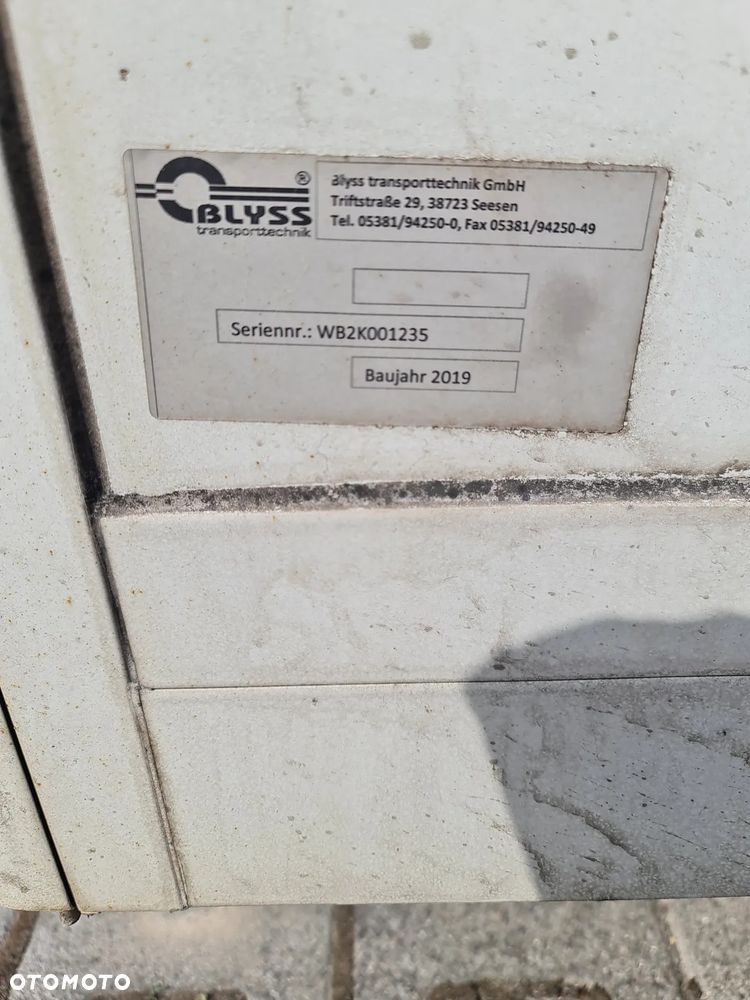 BLYSS ®
transporttechnik
Blyss transporttechnik GmbH
Triftstraße 29, 38723 Seesen
Tel. 05381/94250-0, Fax 05381/94250-49
Seriennr.: WB2K001235
Baujahr 2019
OTOMOTO